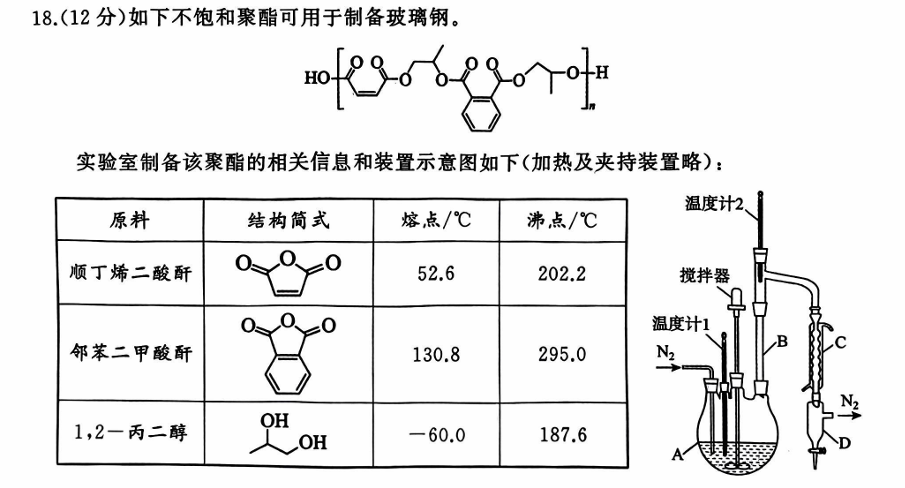 18.(12 分)如下不饱和聚酯可用于制备玻璃钢。
HO O O O O O O O O H n
实验室制备该聚酯的相关信息和装置示意图如下(加热及夹持装置略):
原料 结构简式 熔点/℃ 沸点/℃
顺丁烯二酸酐 O O O 52.6 202.2
邻苯二甲酸酐 O O O 130.8 295.0
1,2－丙二醇 OH OH －60.0 187.6
温度计2
搅拌器
温度计1
N₂
B
C
N₂
A
D